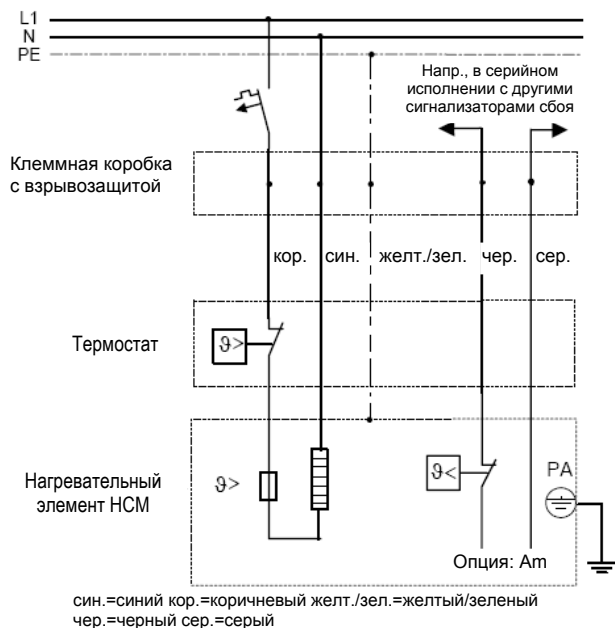 L1
N
PE
Напр., в серийном
исполнении с другими
сигнализаторами сбоя
Клеммная коробка
с взрывозащитой
кор. син. желт./зел. чер. сер.
Термостат
ϑ>
Нагревательный
элемент HCM
ϑ>
ϑ<
PA
Опция: Am
син.=синий кор.=коричневый желт./зел.=желтый/зеленый
чер.=черный сер.=серый